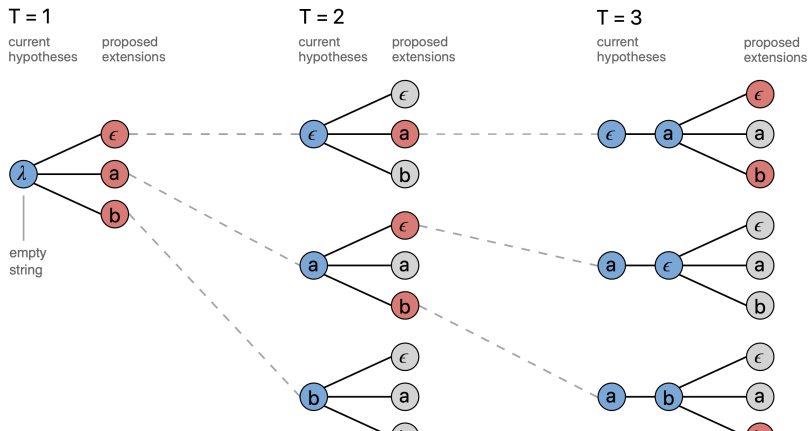 T = 1
T = 2
T = 3
current hypotheses
proposed extensions
current hypotheses
proposed extensions
current hypotheses
proposed extensions
ϵ
ϵ
ϵ
ϵ
a
ϵ
a
a
λ
a
b
b
b
ϵ
ϵ
a
a
a
ϵ
a
b
b
empty
string
ϵ
ϵ
b
a
a
b
a